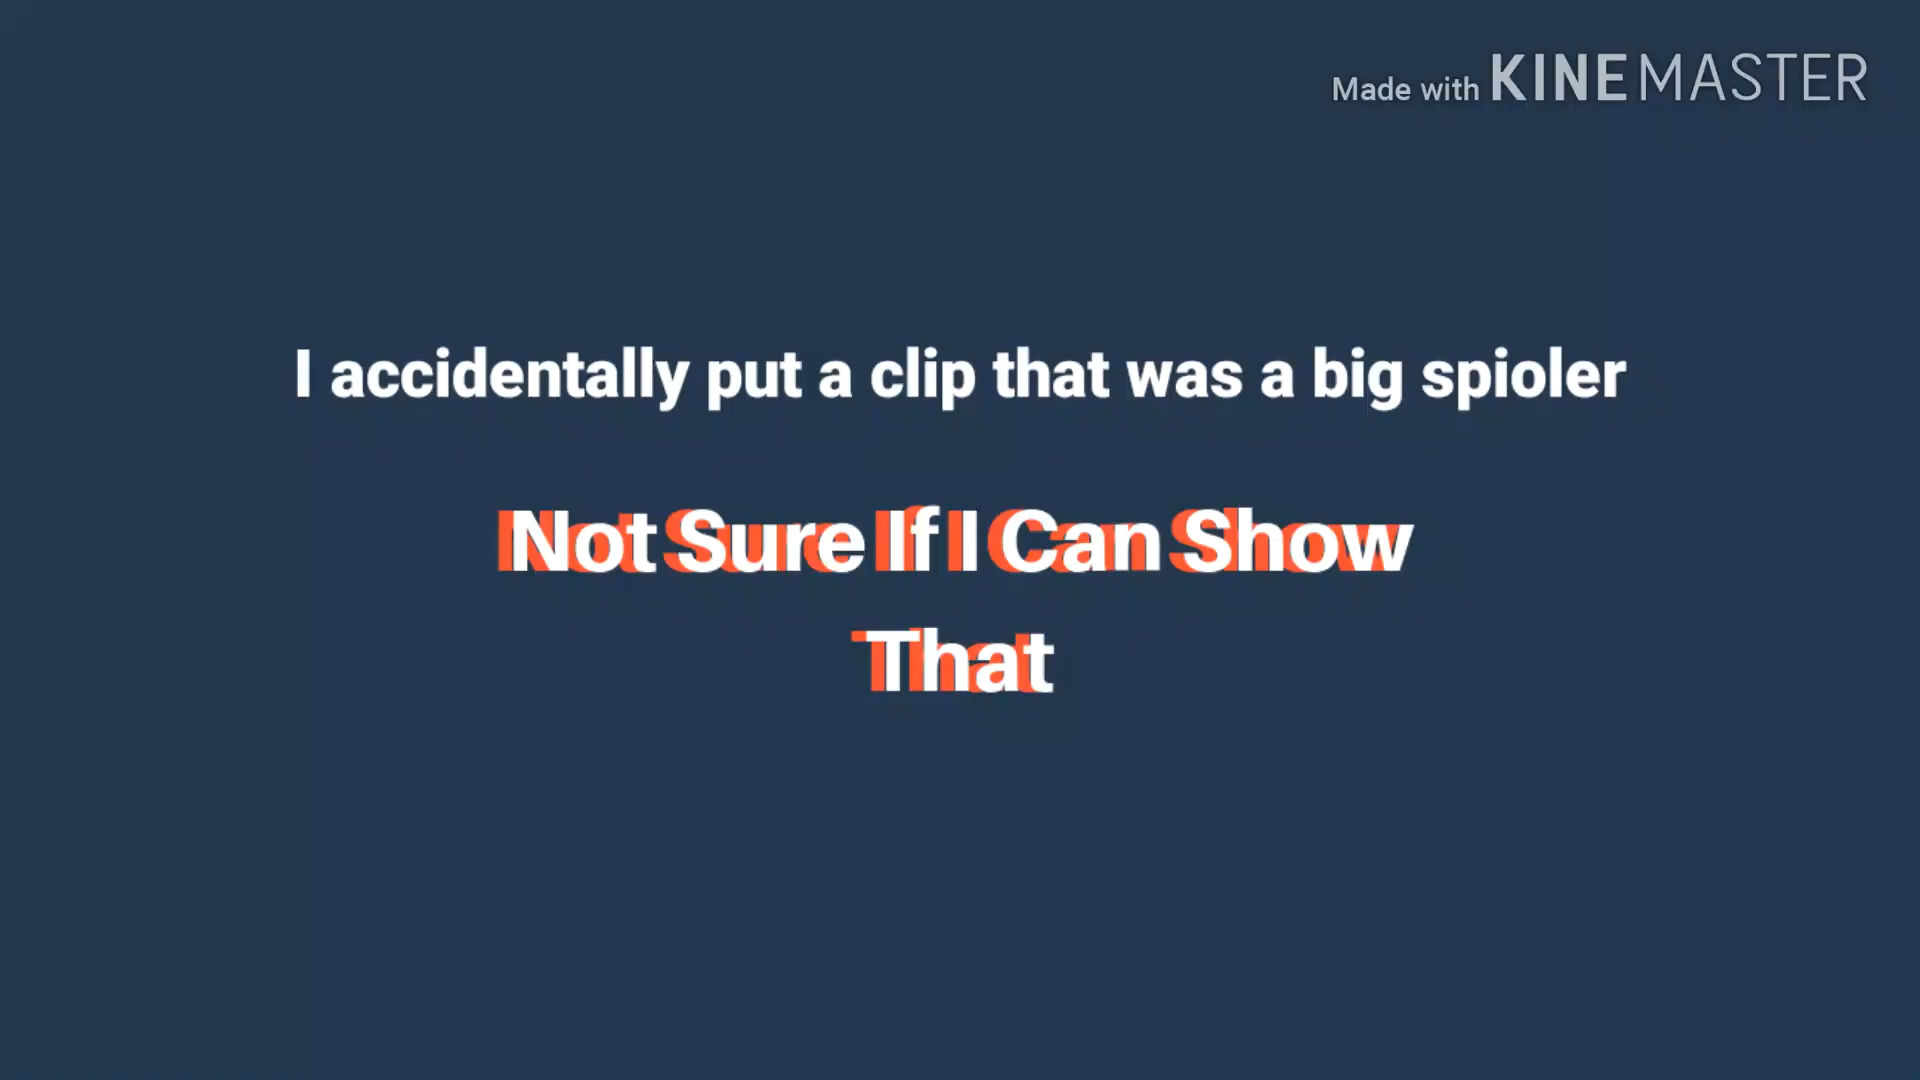 Made with KINEMASTER
I accidentally put a clip that was a big spioler
Not Sure If I Can Show
That